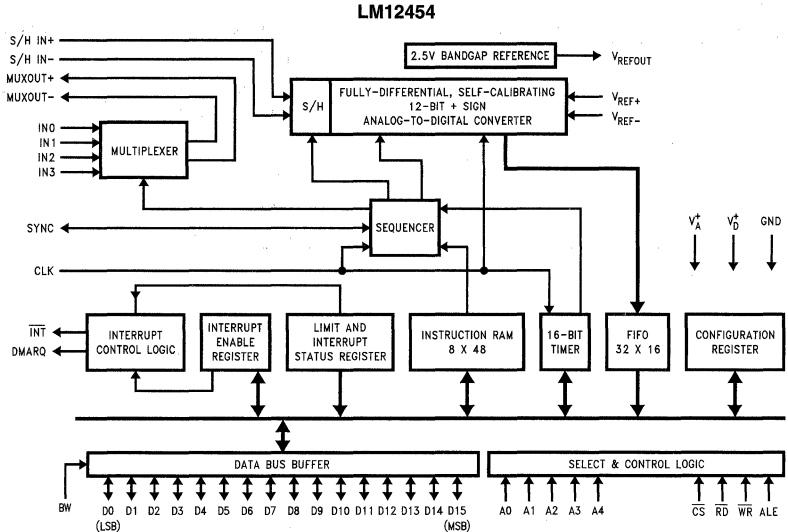 LM12454
S/H IN+
S/H IN-
MUXOUT+
MUXOUT-
2.5V BANDGAP REFERENCE
VREFOUT
S/H
FULLY-DIFFERENTIAL, SELF-CALIBRATING
12-BIT + SIGN
ANALOG-TO-DIGITAL CONVERTER
VREF+
VREF-
IN0
IN1
IN2
IN3
MULTIPLEXER
SEQUENCER
SYNC
CLK
V+A
V+D
GND
INT
DMARQ
INTERRUPT
CONTROL LOGIC
INTERRUPT
ENABLE
REGISTER
LIMIT AND
INTERRUPT
STATUS REGISTER
INSTRUCTION RAM
8 X 48
16-BIT
TIMER
FIFO
32 X 16
CONFIGURATION
REGISTER
DATA BUS BUFFER
SELECT & CONTROL LOGIC
BW
D0 D1 D2 D3 D4 D5 D6 D7 D8 D9 D10 D11 D12 D13 D14 D15
(LSB) (MSB)
A0 A1 A2 A3 A4
CS RD WR ALE